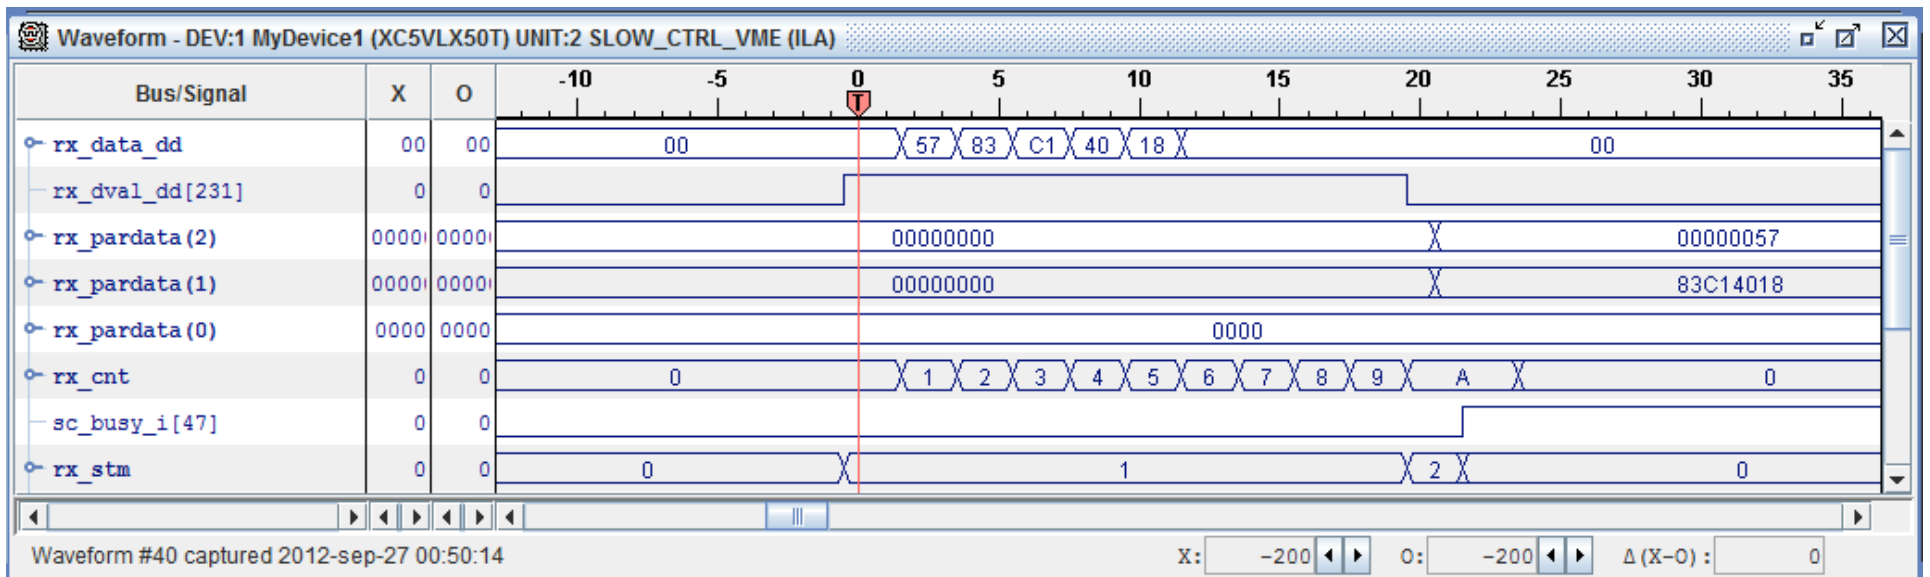 Waveform - DEV:1 MyDevice1 (XC5VLX50T) UNIT:2 SLOW_CTRL_VME (ILA)
Bus/Signal X O -10 -5 0 5 10 15 20 25 30 35
T
rx_data_dd 00 00 00 57 83 C1 40 18 00
rx_dval_dd[231] 0 0
rx_pardata(2) 0000 0000 00000000 00000057
rx_pardata(1) 0000 0000 00000000 83C14018
rx_pardata(0) 0000 0000 0000
rx_cnt 0 0 0 1 2 3 4 5 6 7 8 9 A 0
sc_busy_i[47] 0 0
rx_stm 0 0 0 1 2 0
Waveform #40 captured 2012-sep-27 00:50:14 X: -200 O: -200 Δ(X-O): 0